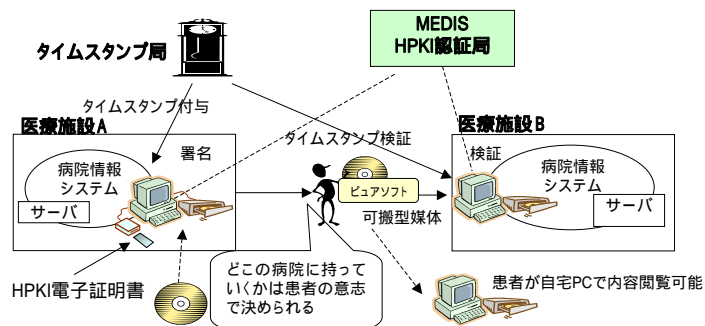 タイムスタンプ局
MEDIS
HPKI認証局
タイムスタンプ付与
医療施設A
署名
病院情報
システム
サーバ
HPKI電子証明書
タイムスタンプ検証
ピュアソフト
可搬型媒体
どこの病院に持って
いくかは患者の意志
で決められる
医療施設B
検証
病院情報
システム
サーバ
患者が自宅PCで内容閲覧可能